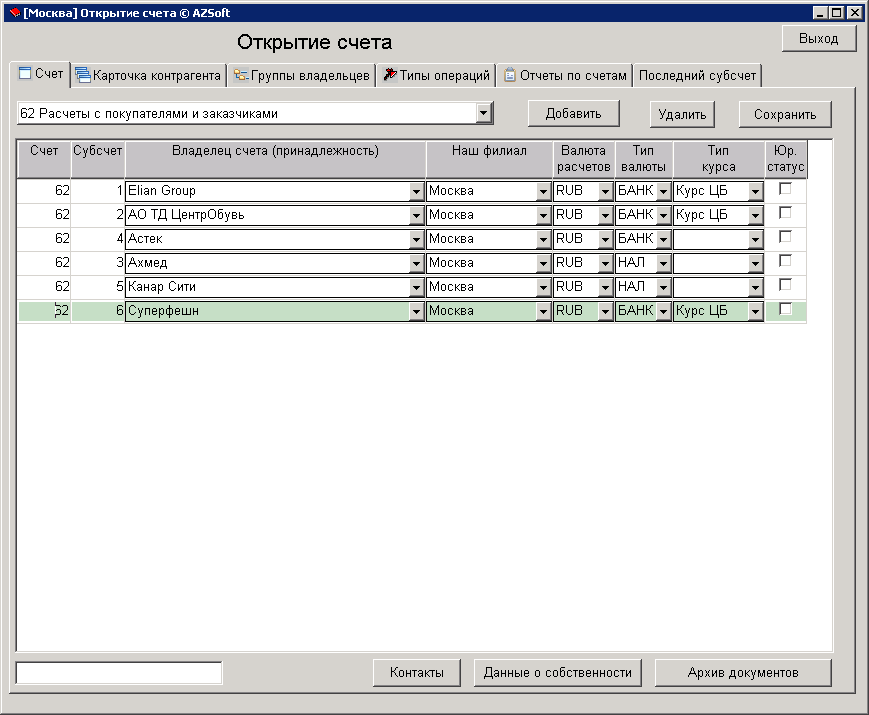 [Москва] Открытие счета © AZSoft
Открытие счета
Выход
Счет Карточка контрагента Группы владельцев Типы операций Отчеты по счетам Последний субсчет
62 Расчеты с покупателями и заказчиками Добавить Удалить Сохранить
Счет Субсчет Владелец счета (принадлежность) Наш филиал Валюта Тип Тип Юр.
расчетов валюты курса статус
62 1 Elian Group Москва RUB БАНК Курс ЦБ
62 2 АО ТД ЦентрОбувь Москва RUB БАНК Курс ЦБ
62 4 Астек Москва RUB БАНК
62 3 Ахмед Москва RUB НАЛ
62 5 Канар Сити Москва RUB НАЛ
62 6 Суперфешн Москва RUB БАНК Курс ЦБ
Контакты Данные о собственности Архив документов